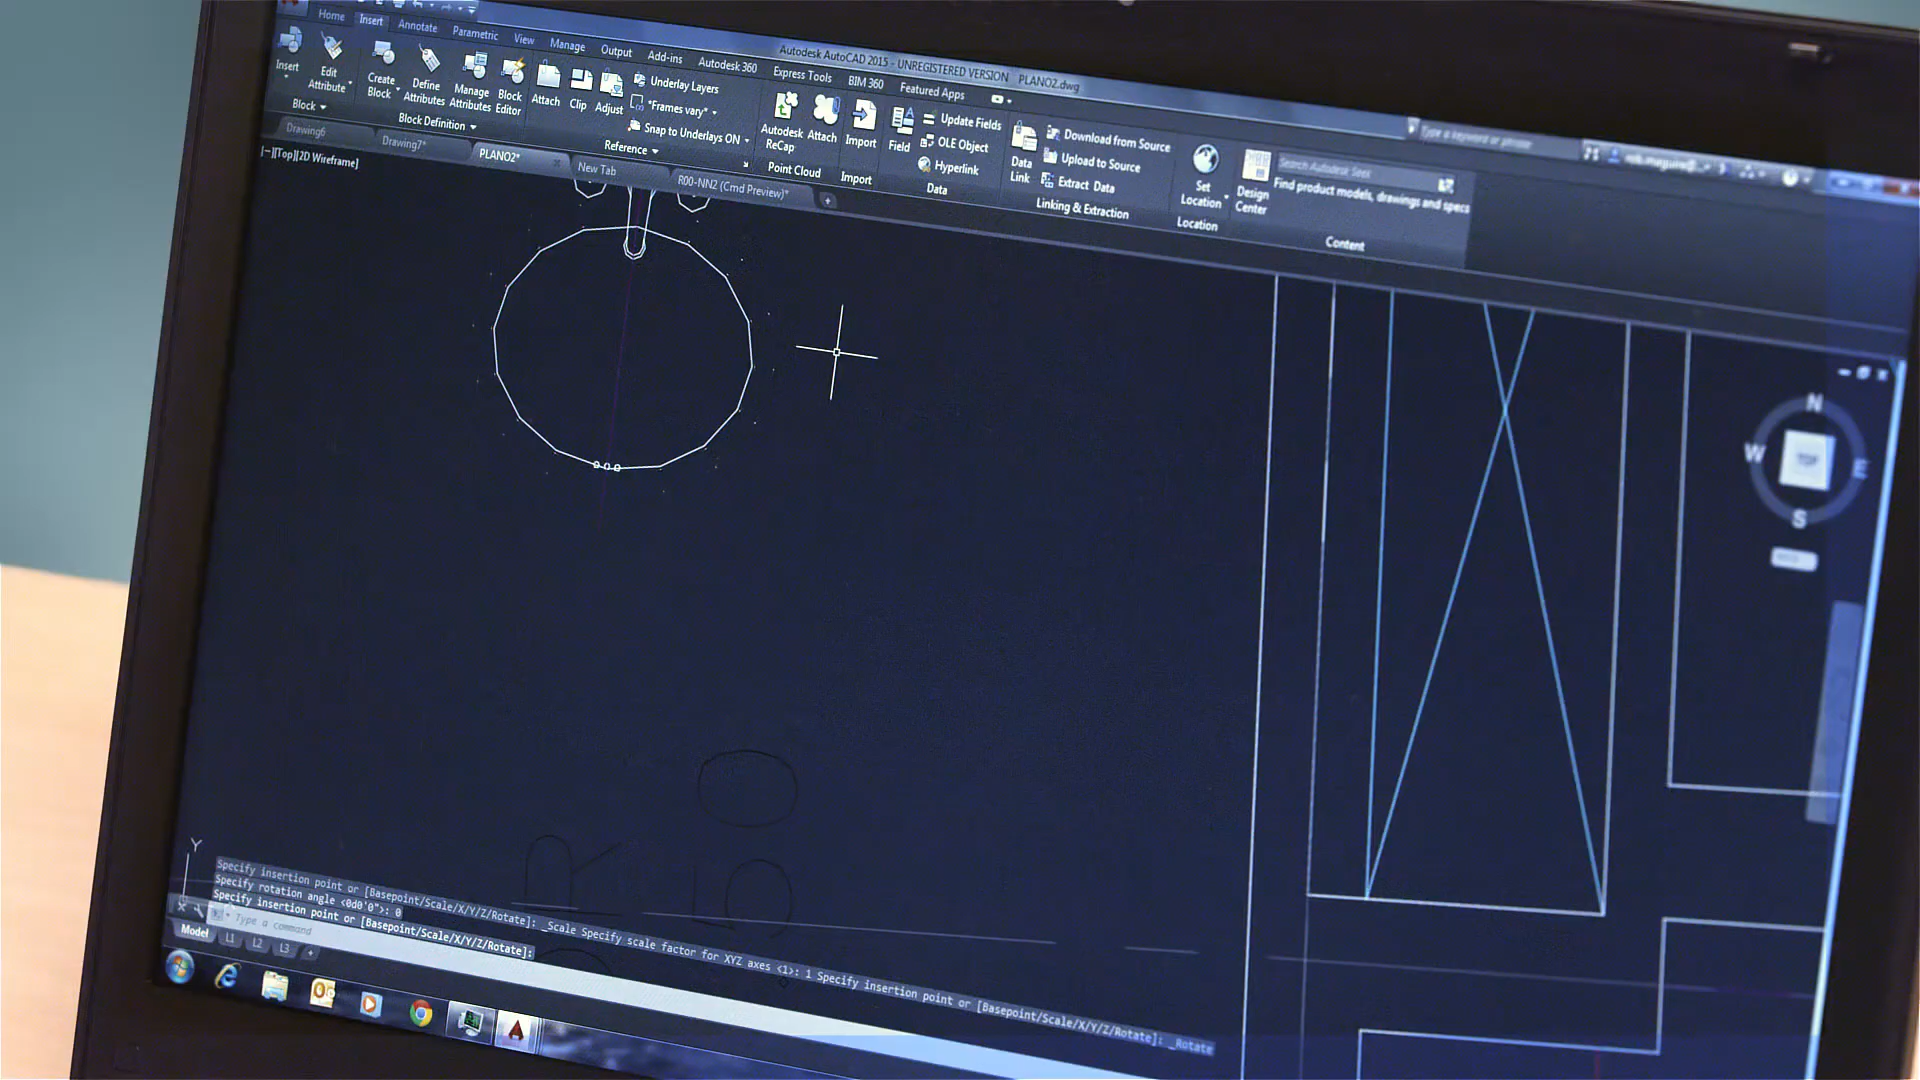 Autodesk AutoCAD 2015 - UNREGISTERED VERSION PLANO2.dwg
Type a keyword or phrase
Home Insert Annotate Parametric View Manage Output Add-ins Autodesk 360 Express Tools BIM 360 Featured Apps
Insert
Edit Attribute
Block
Create Block
Define Attributes
Manage Attributes
Block Editor
Block Definition
Attach
Clip
Adjust
Underlay Layers
*Frames vary*
Snap to Underlays ON
Reference
Autodesk ReCap
Attach
Point Cloud
Import
Import
Field
Update Fields
OLE Object
Hyperlink
Data
Data Link
Download from Source
Upload to Source
Extract Data
Linking & Extraction
Set Location
Location
Design Center
Search Autodesk Seek
Find product models, drawings and specs
Content
Drawing6
Drawing7*
PLANO2*
New Tab
R00-NN2 (Cmd Preview)*
[−][Top][2D Wireframe]
N
W
TOP
E
S
Y
Specify insertion point or [Basepoint/Scale/X/Y/Z/Rotate]: _Scale Specify scale factor for XYZ axes <1>: 1 Specify insertion point or [Basepoint/Scale/X/Y/Z/Rotate]: _Rotate
Specify rotation angle <0d0'0">: 0
Specify insertion point or [Basepoint/Scale/X/Y/Z/Rotate]:
Type a command
Model L1 L2 L3